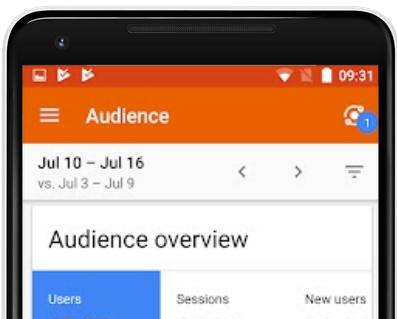 09:31
Audience
1
Jul 10 – Jul 16
vs. Jul 3 – Jul 9
Audience overview
Users Sessions New users